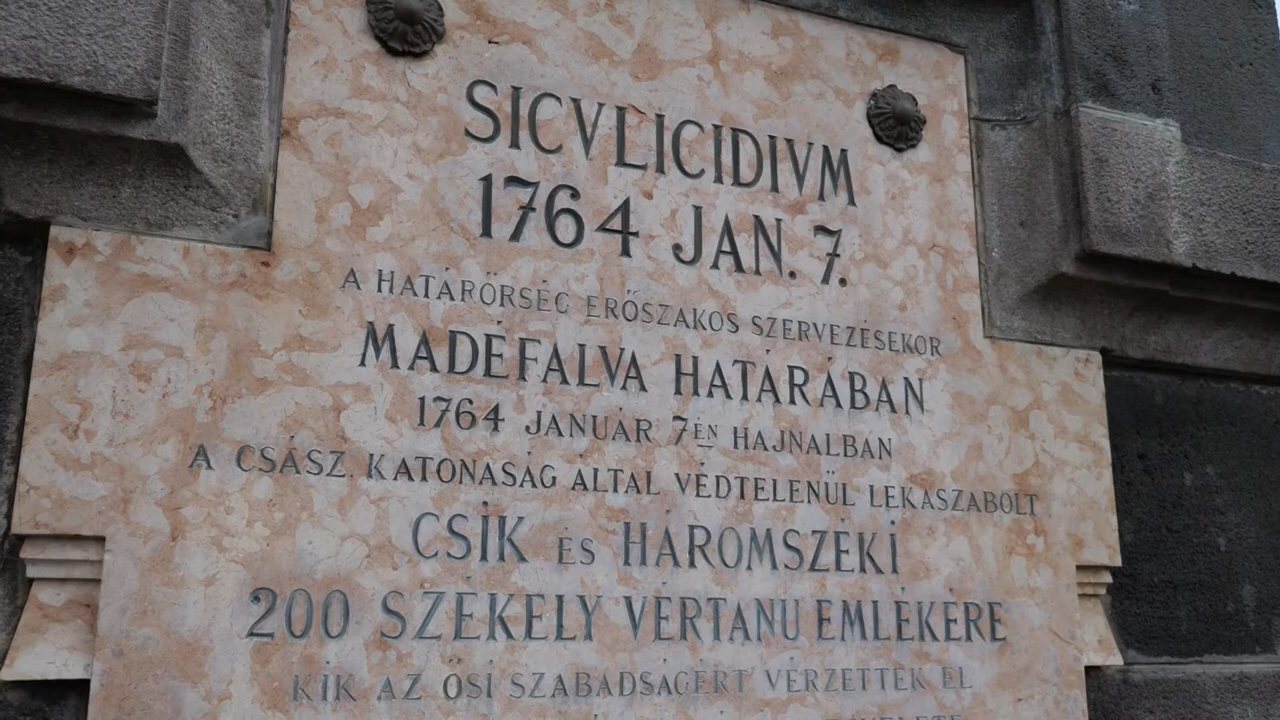 SICVLICIDIVM
1764 JAN. 7.
A HATÁRŐRSÉG ERŐSZAKOS SZERVEZÉSEKOR
MADÉFALVA HATÁRÁBAN
1764 JANUÁR 7ÉN HAJNALBAN
A CSÁSZ. KATONASÁG ÁLTAL VÉDTELENÜL LEKASZABOLT
CSÍK ÉS HÁROMSZÉKI
200 SZÉKELY VÉRTANU EMLÉKÉRE
KIK AZ ŐSI SZABADSÁGÉRT VÉRZETTEK EL